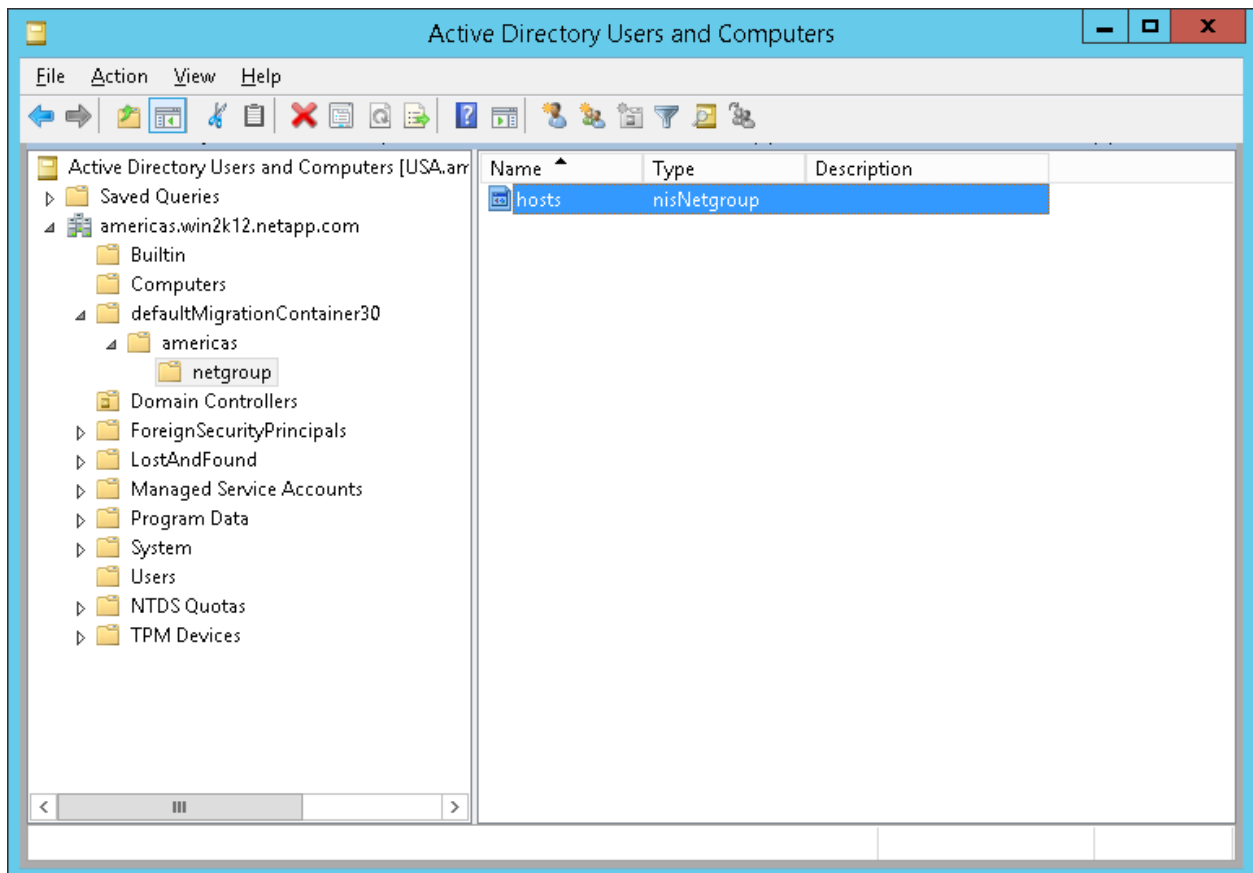 Active Directory Users and Computers
File Action View Help
Active Directory Users and Computers [USA.am
Name Type Description
Saved Queries
hosts nisNetgroup
americas.win2k12.netapp.com
Builtin
Computers
defaultMigrationContainer30
americas
netgroup
Domain Controllers
ForeignSecurityPrincipals
LostAndFound
Managed Service Accounts
Program Data
System
Users
NTDS Quotas
TPM Devices